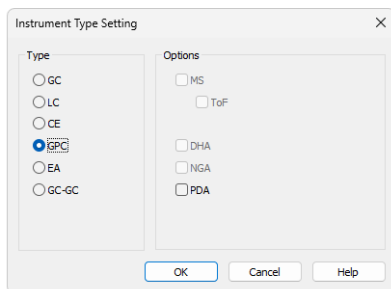 Instrument Type Setting
Type
GC
LC
CE
GPC
EA
GC-GC
Options
MS
ToF
DHA
NGA
PDA
OK
Cancel
Help